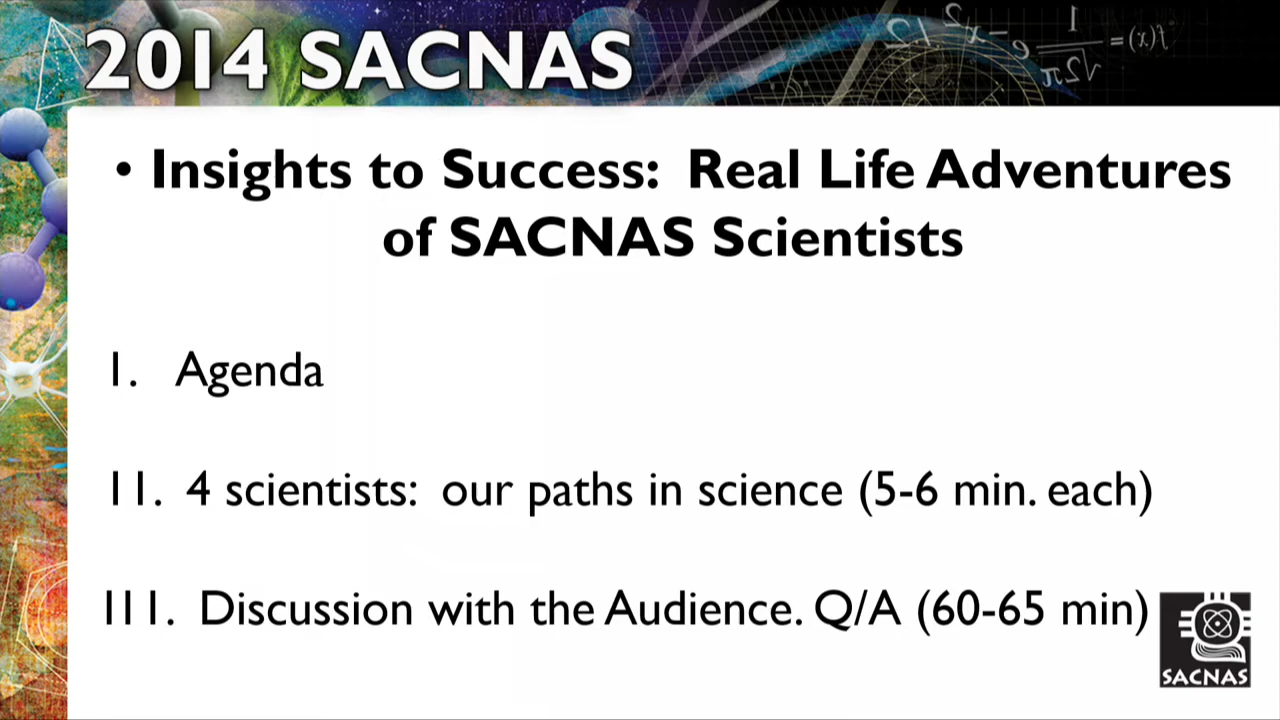 2014 SACNAS
• Insights to Success: Real Life Adventures
of SACNAS Scientists
I. Agenda
II. 4 scientists: our paths in science (5-6 min. each)
III. Discussion with the Audience. Q/A (60-65 min)
SACNAS